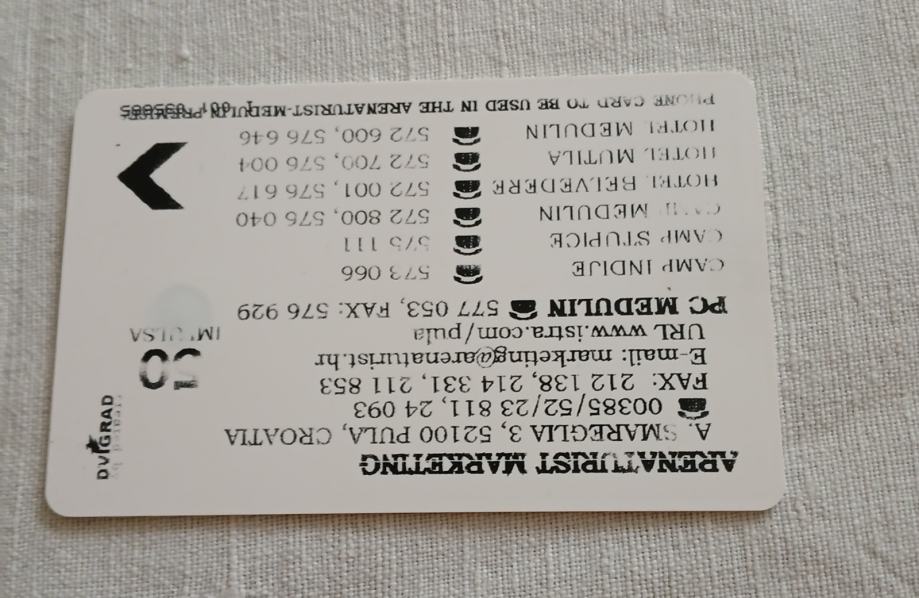 ARENATURIST MARKETING
A. SMAREGLIA 3, 52100 PULA, CROATIA
00385/52/23 811, 24 093
FAX: 212 138, 214 331, 211 853
E-mail: marketing@arenaturist.hr
URL www.istra.com/pula
PC MEDULIN 577 053, FAX: 576 929
CAMP INDIJE 573 066
CAMP STUPICE 575 111
CAMP MEDULIN 572 800, 576 040
HOTEL BELVEDERE 572 001, 576 617
HOTEL MUTILA 572 700, 576 004
HOTEL MEDULIN 572 600, 576 646
PHONE CARD TO BE USED IN THE ARENATURIST-MEDULIN PREMISE
DVIGRAD
50
IMPULSA